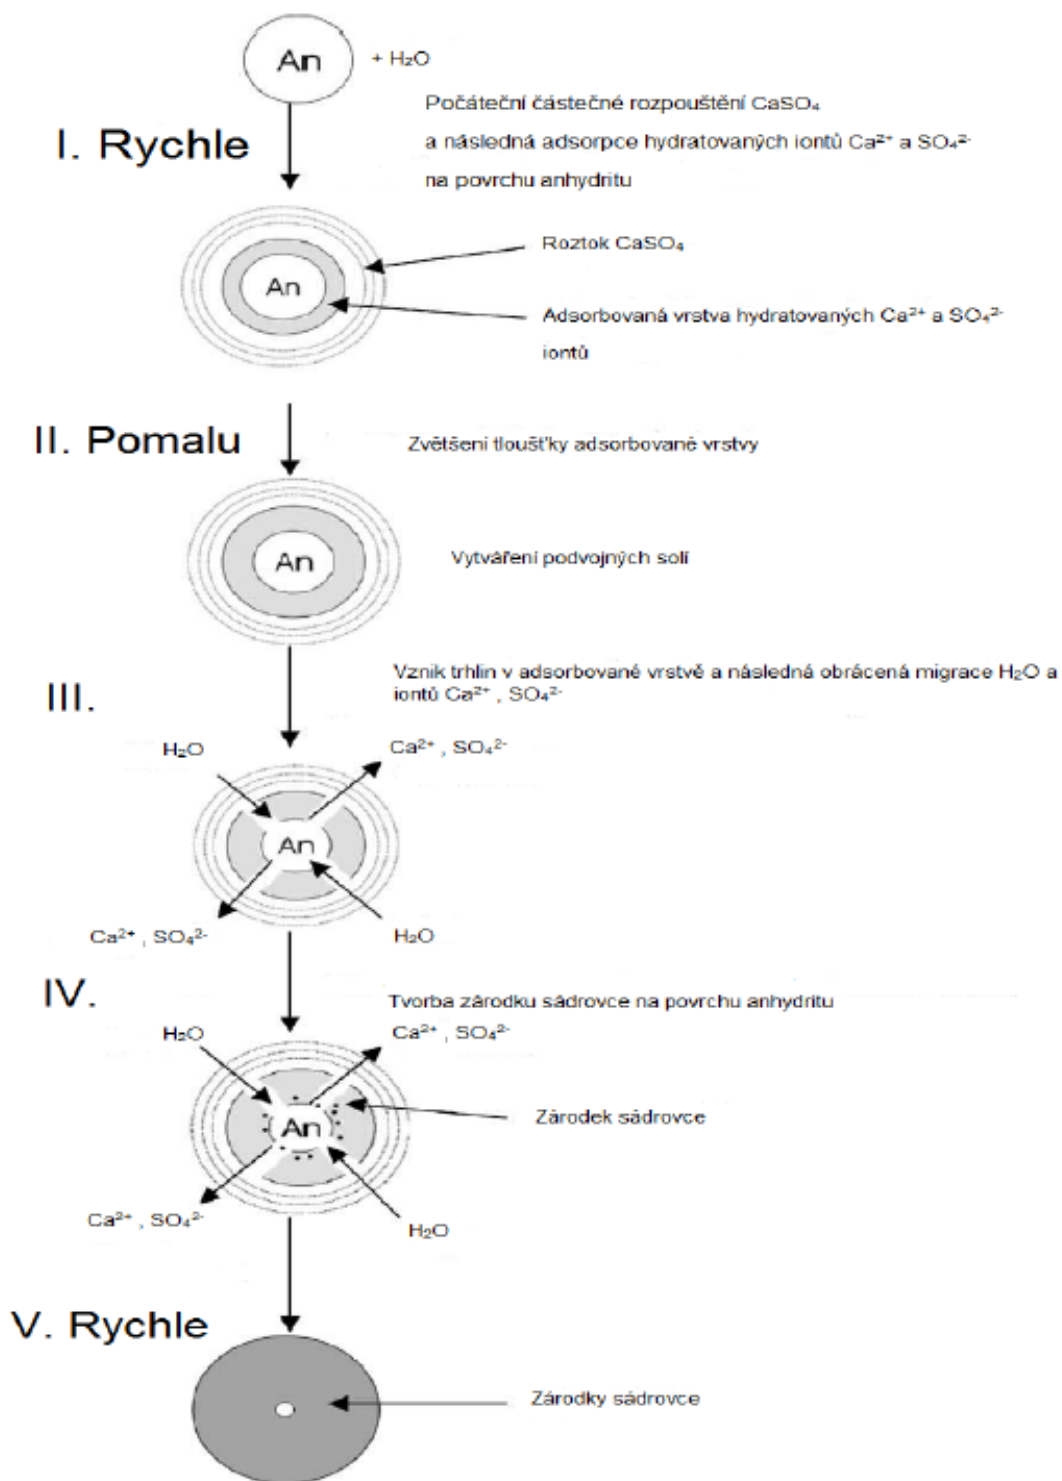 An
+ H₂O
Počáteční částečné rozpouštění CaSO₄
I. Rychle
a následná adsorpce hydratovaných iontů Ca²⁺ a SO₄²⁻
na povrchu anhydritu
Roztok CaSO₄
An
Adsorbovaná vrstva hydratovaných Ca²⁺ a SO₄²⁻
iontů
II. Pomalu
Zvětšení tloušťky adsorbované vrstvy
An
Vytváření podvojných solí
Vznik trhlin v adsorbované vrstvě a následná obrácená migrace H₂O a
iontů Ca²⁺ , SO₄²⁻
III.
H₂O
Ca²⁺ , SO₄²⁻
An
Ca²⁺ , SO₄²⁻
H₂O
IV.
Tvorba zárodku sádrovce na povrchu anhydritu
H₂O
Ca²⁺ , SO₄²⁻
An
Zárodek sádrovce
Ca²⁺ , SO₄²⁻
H₂O
V. Rychle
Zárodky sádrovce